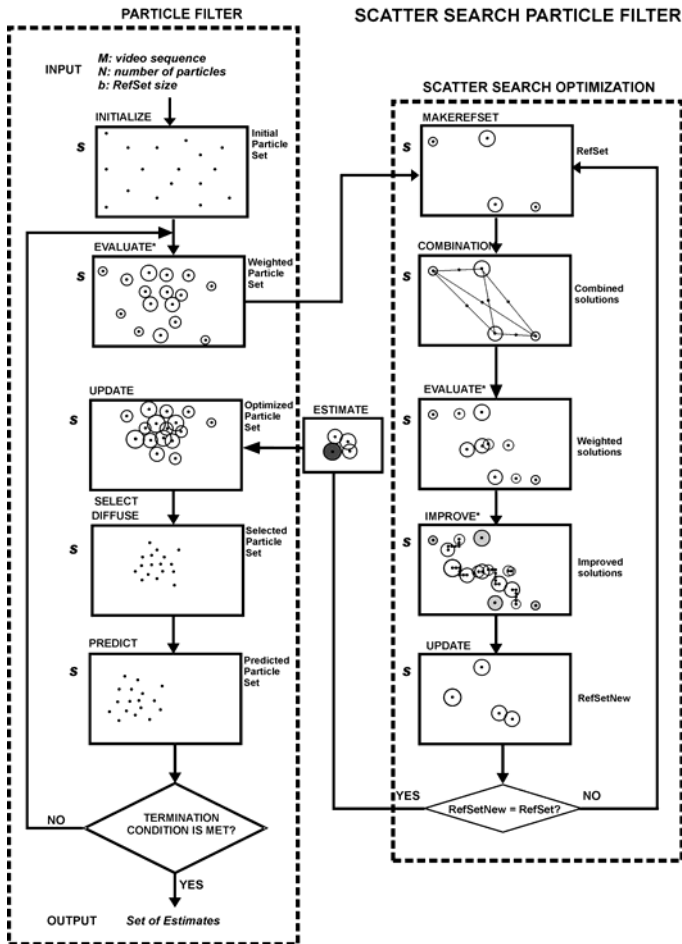 PARTICLE FILTER
SCATTER SEARCH PARTICLE FILTER
INPUT
M: video sequence
N: number of particles
b: RefSet size
INITIALIZE
S
Initial
Particle
Set
EVALUATE*
S
Weighted
Particle
Set
UPDATE
S
Optimized
Particle
Set
SELECT
DIFFUSE
S
Selected
Particle
Set
PREDICT
S
Predicted
Particle
Set
TERMINATION
CONDITION IS MET?
NO
YES
OUTPUT
Set of Estimates
ESTIMATE
SCATTER SEARCH OPTIMIZATION
MAKEREFSET
S
RefSet
COMBINATION
S
Combined
solutions
EVALUATE*
S
Weighted
solutions
IMPROVE*
S
Improved
solutions
UPDATE
S
RefSetNew
YES
RefSetNew = RefSet?
NO